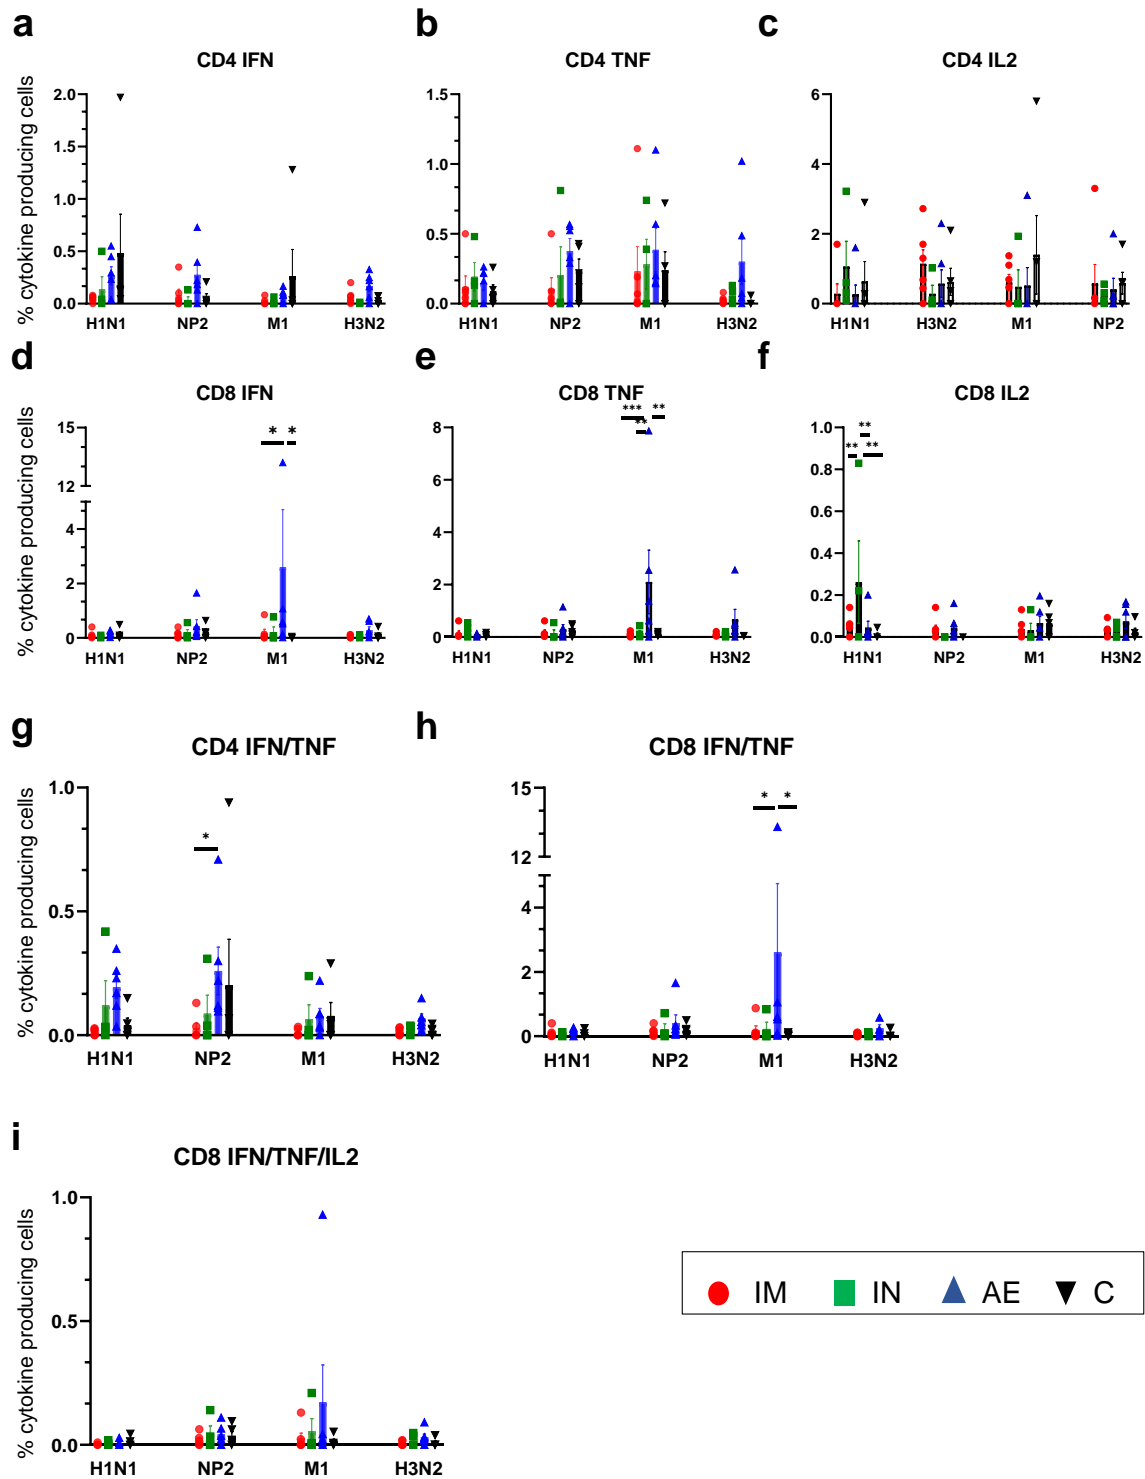 a b c
CD4 IFN CD4 TNF CD4 IL2
% cytokine producing cells
2.0 1.5 6
1.5
1.0 4
1.0
0.5 2
0.5
0.0 0.0 0
H1N1 NP2 M1 H3N2 H1N1 NP2 M1 H3N2 H1N1 H3N2 M1 NP2
d e f
CD8 IFN CD8 TNF CD8 IL2
% cytokine producing cells
*** ** **
* * ** ** **
15 8 1.0
12 6 0.8
4 0.6
4
2 2 0.4
0.2
0 0 0.0
H1N1 NP2 M1 H3N2 H1N1 NP2 M1 H3N2 H1N1 NP2 M1 H3N2
g h
CD4 IFN/TNF CD8 IFN/TNF
% cytokine producing cells
1.0 15
* * *
12
0.5 4
2
0.0 0
H1N1 NP2 M1 H3N2 H1N1 NP2 M1 H3N2
i
CD8 IFN/TNF/IL2
% cytokine producing cells
1.0
0.5
0.0
H1N1 NP2 M1 H3N2
IM IN AE C